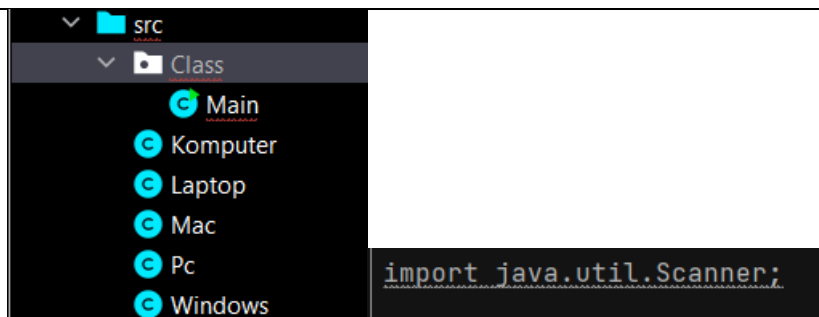 src
Class
Main
Komputer
Laptop
Mac
Pc
Windows
import java.util.Scanner;